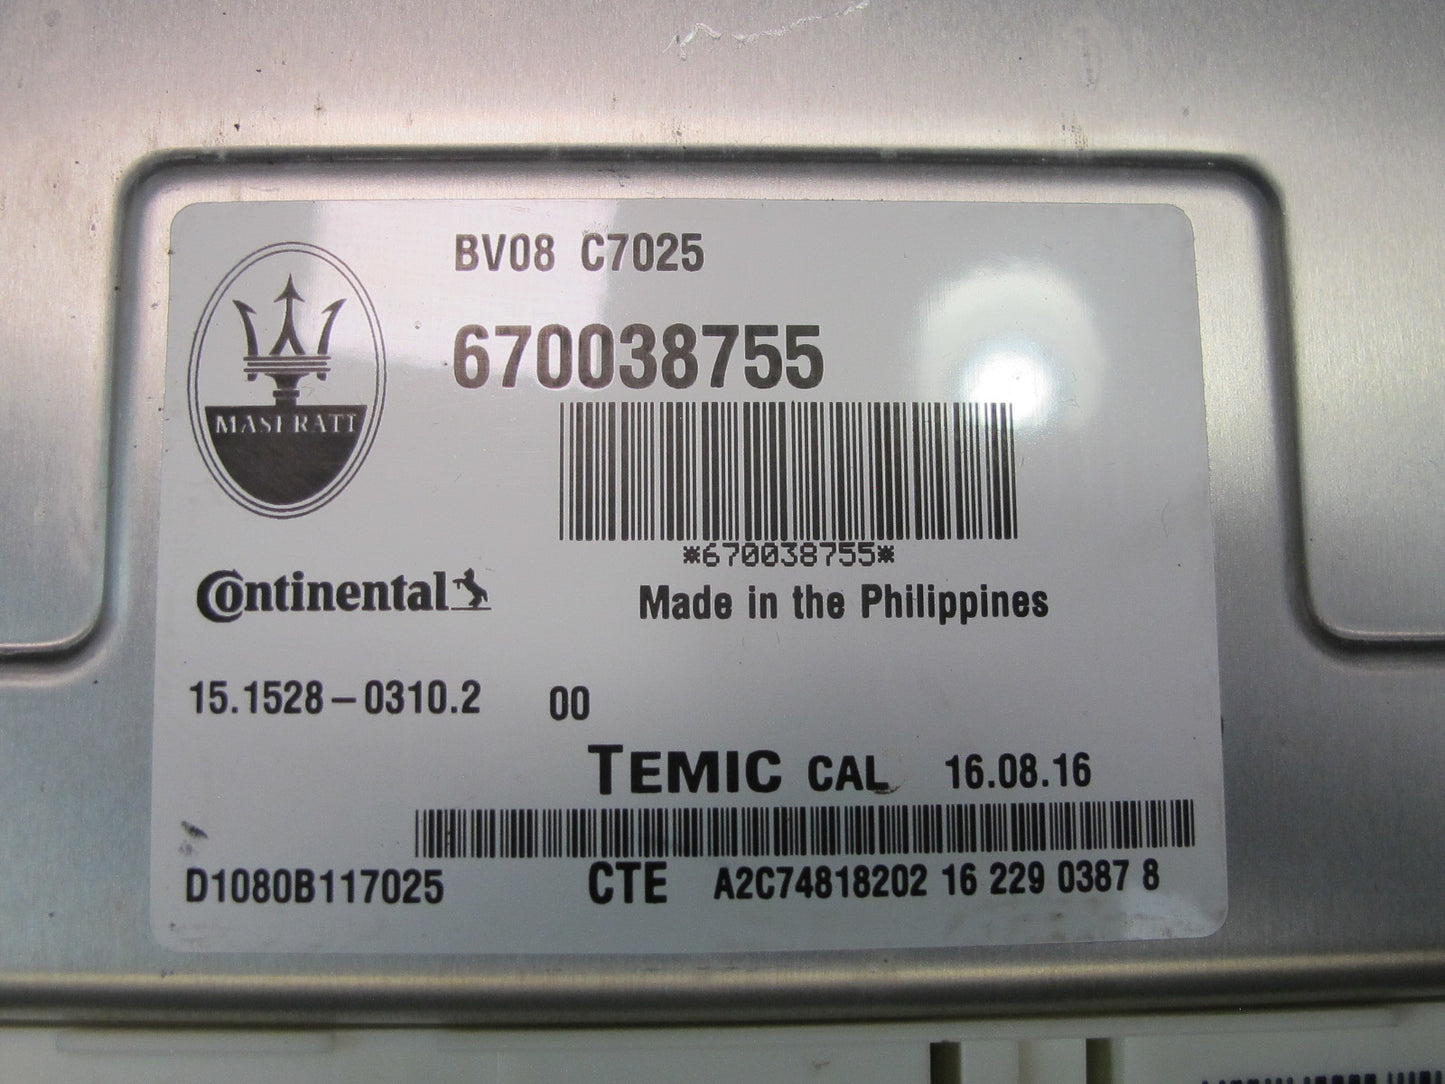 BV08 C7025
670038755
MASERATI
*670038755*
Continental
Made in the Philippines
15.1528-0310.2 00
TEMIC CAL 16.08.16
D1080B117025 CTE A2C74818202 16 229 0387 8